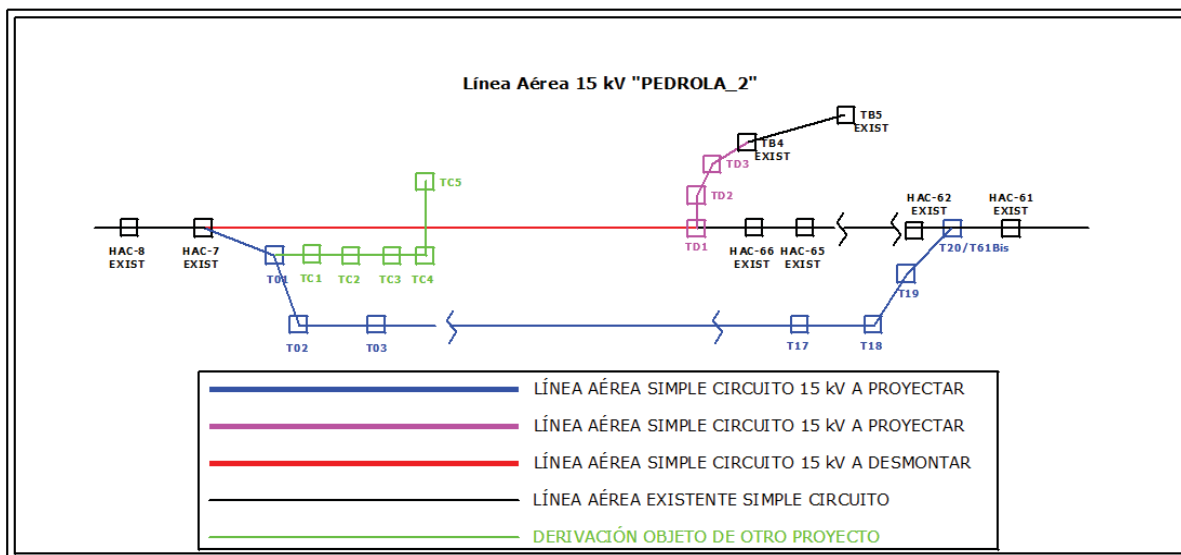 Línea Aérea 15 kV "PEDROLA_2"
TB5
EXIST
TB4
EXIST
TD3
TC5
TD2
HAC-62
EXIST
HAC-61
EXIST
HAC-8
EXIST
HAC-7
EXIST
T01
TC1
TC2
TC3
TC4
TD1
HAC-66
EXIST
HAC-65
EXIST
T20/T61Bis
T19
T02
T03
T17
T18
LÍNEA AÉREA SIMPLE CIRCUITO 15 kV A PROYECTAR
LÍNEA AÉREA SIMPLE CIRCUITO 15 kV A PROYECTAR
LÍNEA AÉREA SIMPLE CIRCUITO 15 kV A DESMONTAR
LÍNEA AÉREA EXISTENTE SIMPLE CIRCUITO
DERIVACIÓN OBJETO DE OTRO PROYECTO